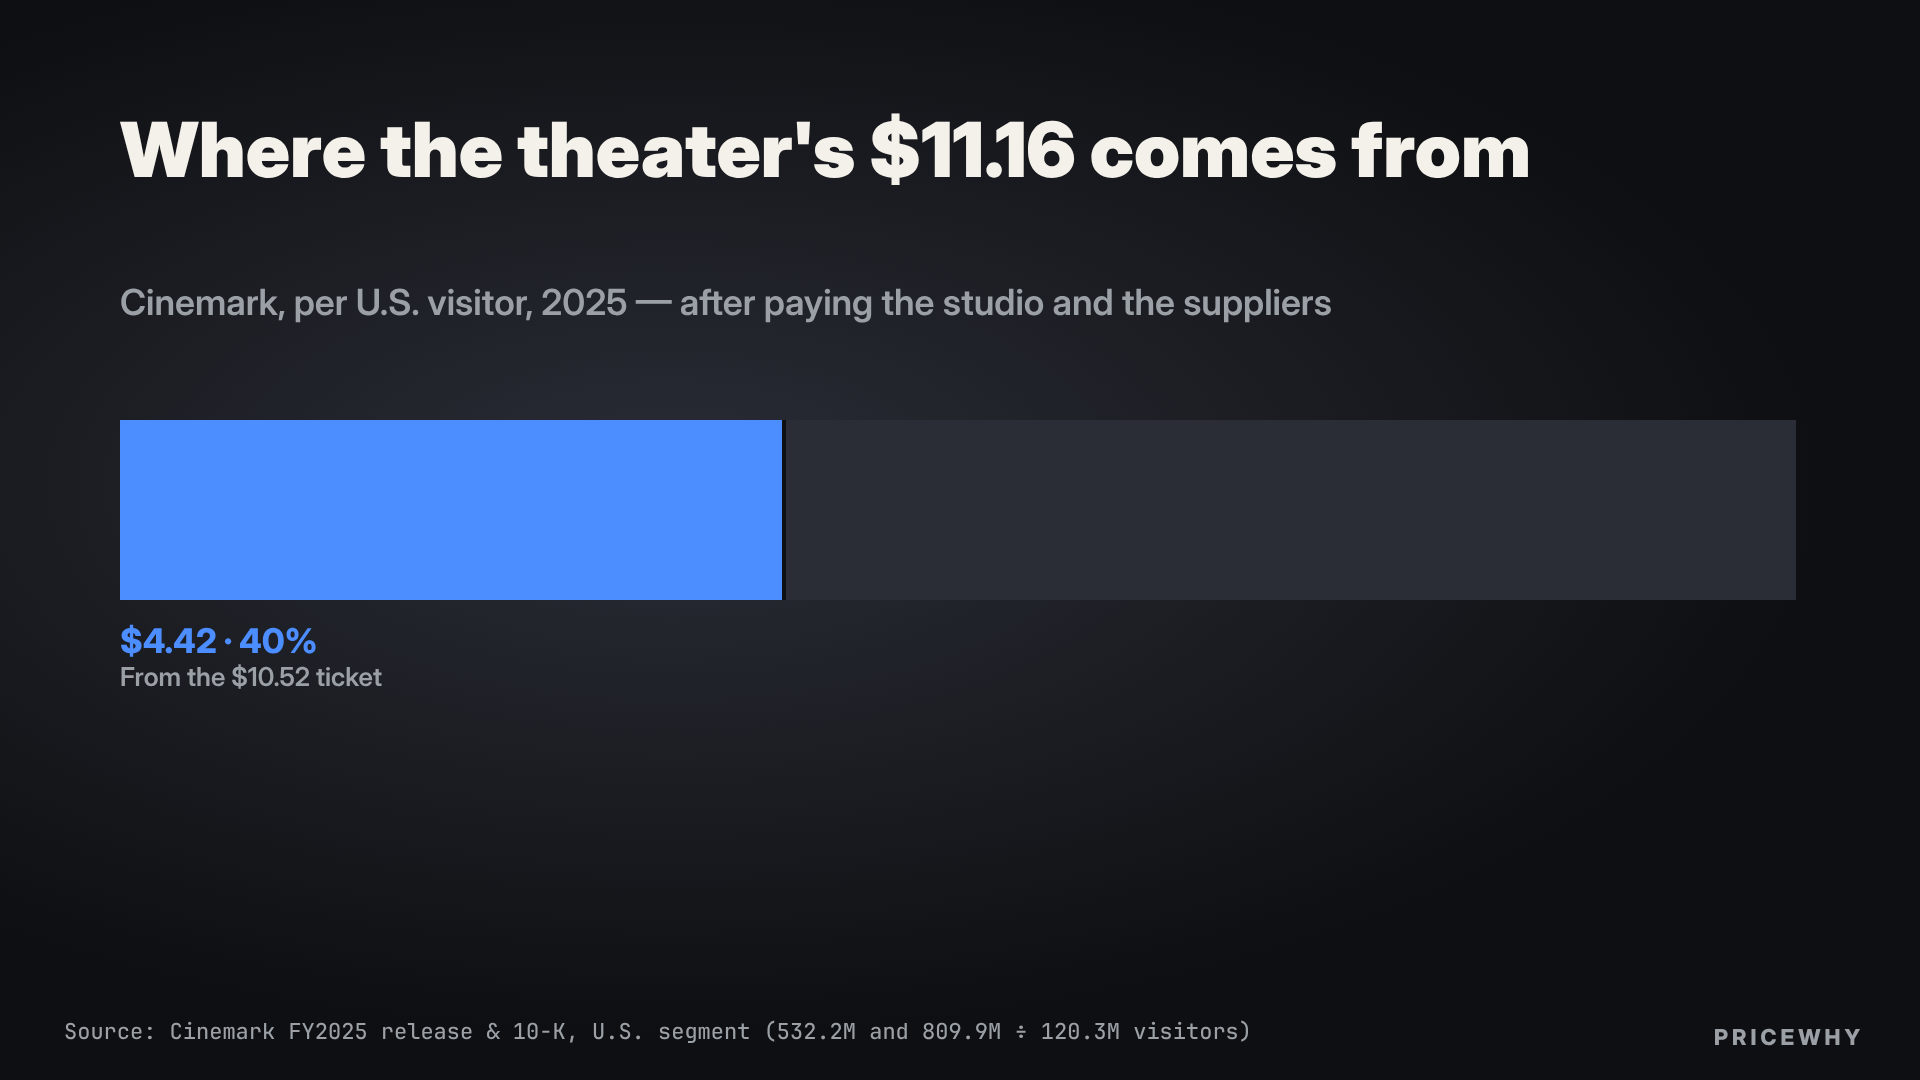 Where the theater's $11.16 comes from
Cinemark, per U.S. visitor, 2025 — after paying the studio and the suppliers
$4.42 · 40%
From the $10.52 ticket
Source: Cinemark FY2025 release & 10-K, U.S. segment (532.2M and 809.9M ÷ 120.3M visitors)
PRICEWHY